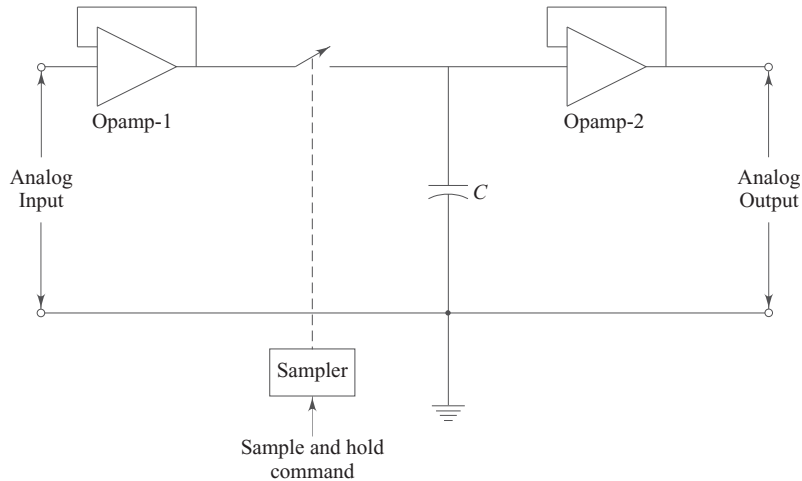 Opamp-1
Opamp-2
Analog
Input
C
Analog
Output
Sampler
Sample and hold
command